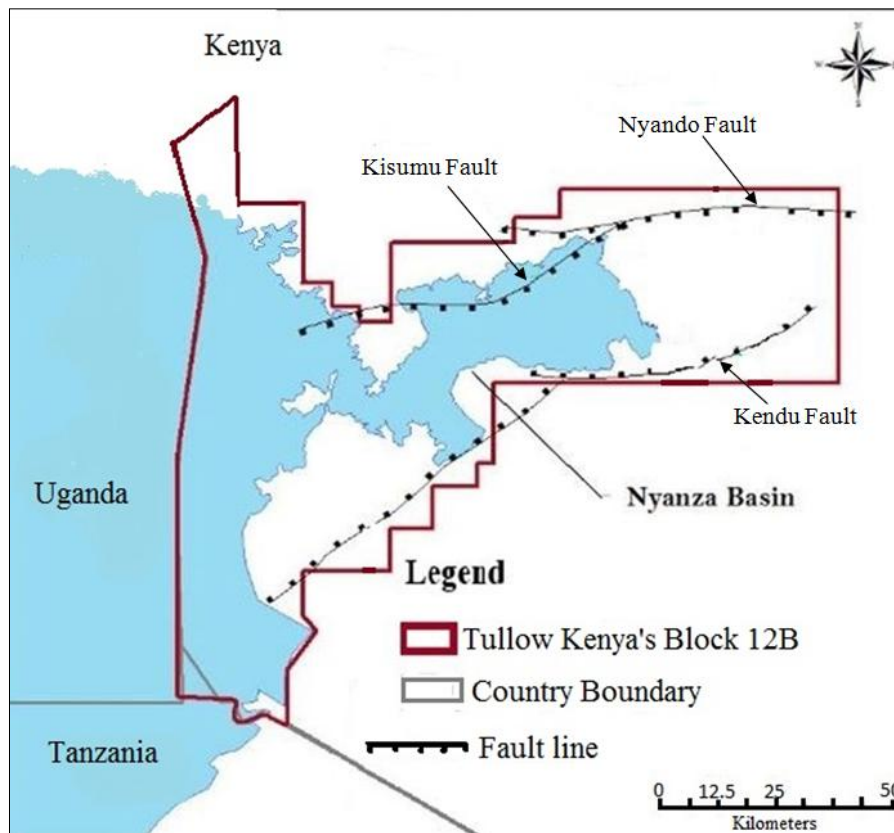 Kenya
Nyando Fault
Kisumu Fault
Kendu Fault
Uganda
Nyanza Basin
Legend
Tullow Kenya's Block 12B
Country Boundary
Tanzania
Fault line
0 12.5 25 50
Kilometers